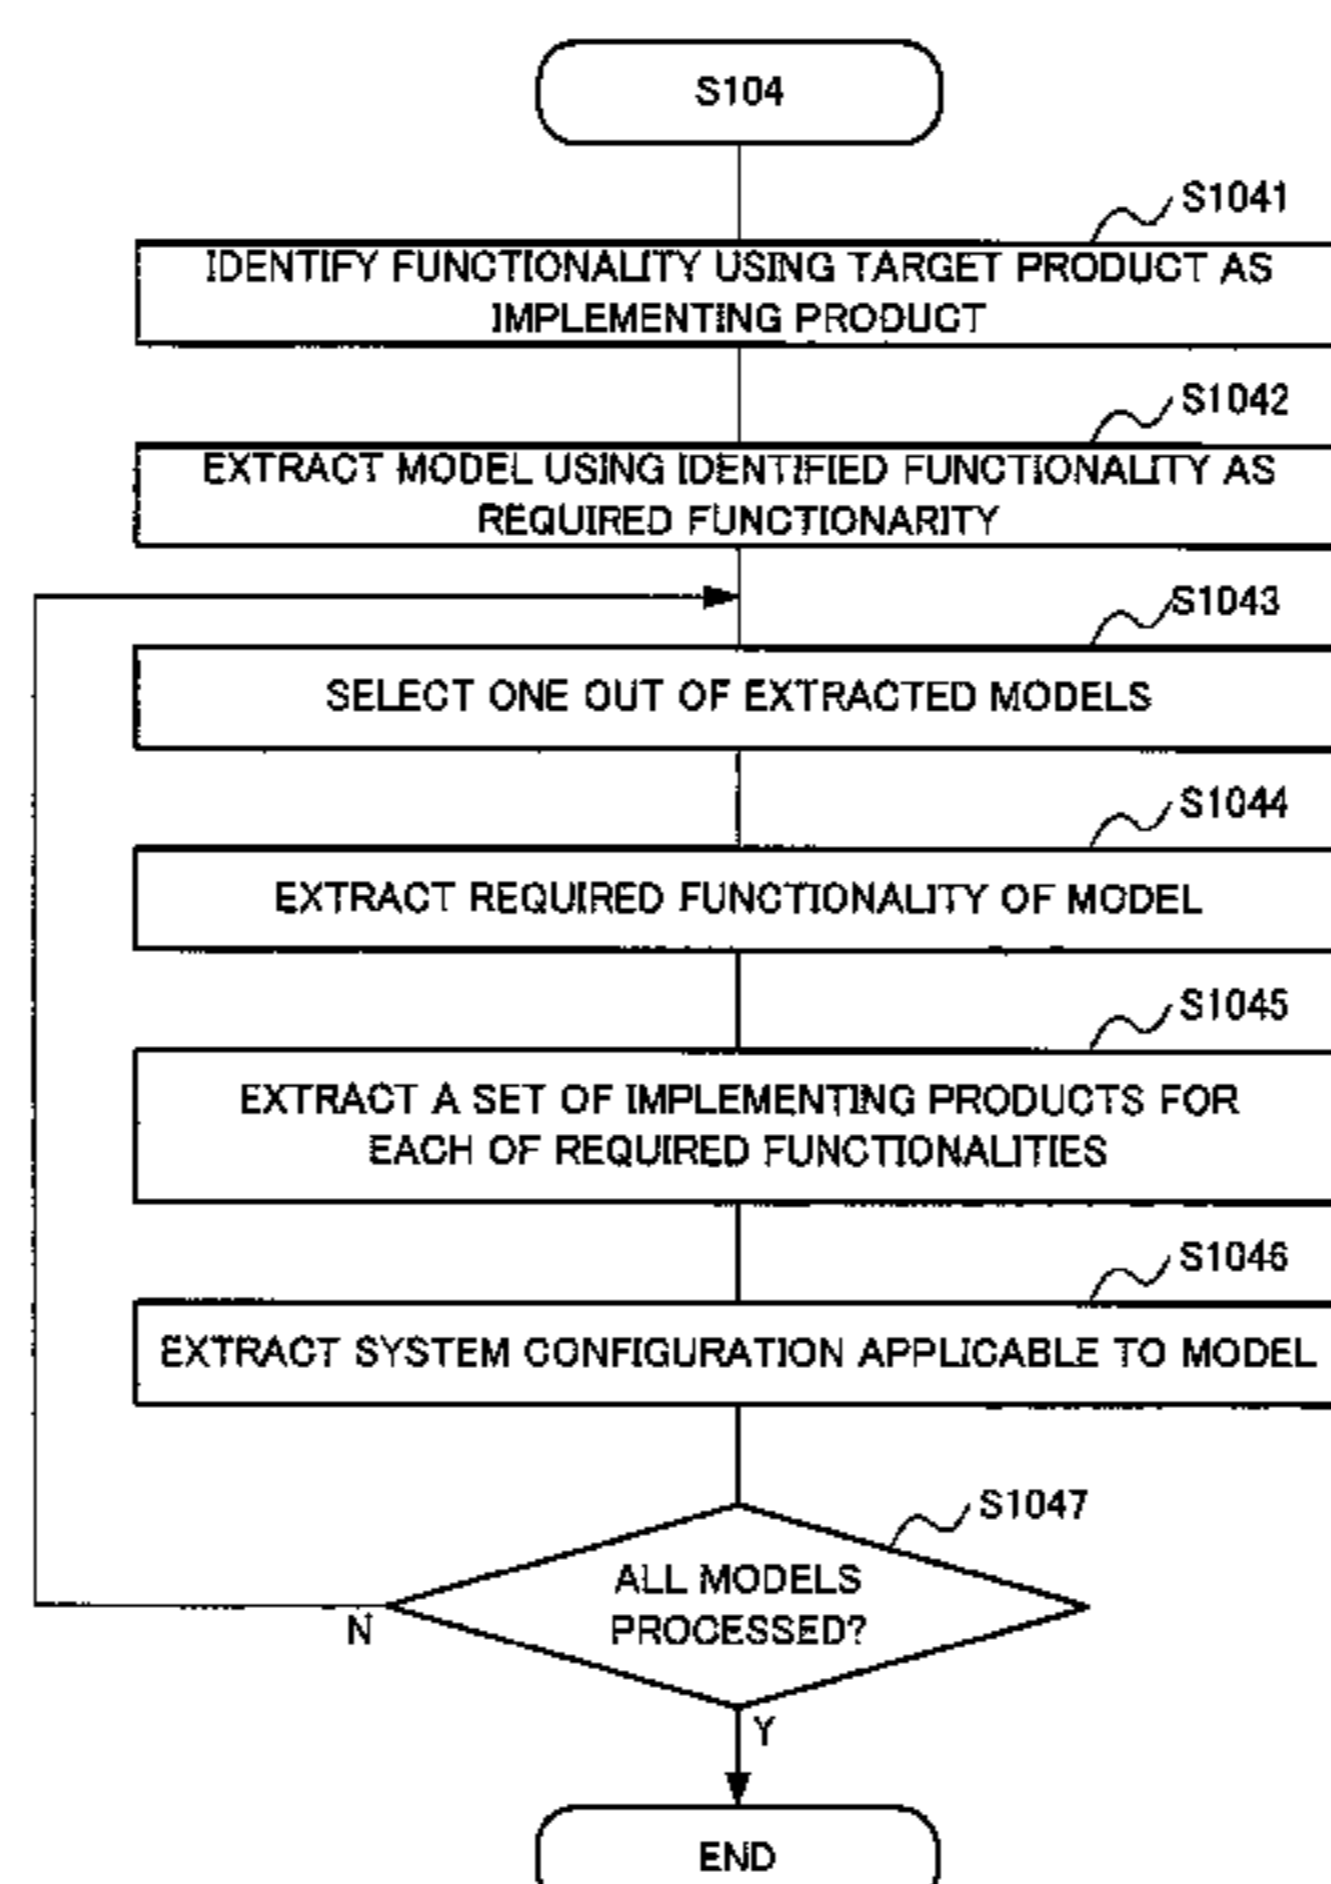 S104
S1041
IDENTIFY FUNCTIONALITY USING TARGET PRODUCT AS
IMPLEMENTING PRODUCT
S1042
EXTRACT MODEL USING IDENTIFIED FUNCTIONALITY AS
REQUIRED FUNCTIONARITY
S1043
SELECT ONE OUT OF EXTRACTED MODELS
S1044
EXTRACT REQUIRED FUNCTIONALITY OF MODEL
S1045
EXTRACT A SET OF IMPLEMENTING PRODUCTS FOR
EACH OF REQUIRED FUNCTIONALITIES
S1046
EXTRACT SYSTEM CONFIGURATION APPLICABLE TO MODEL
S1047
ALL MODELS
PROCESSED?
N
Y
END